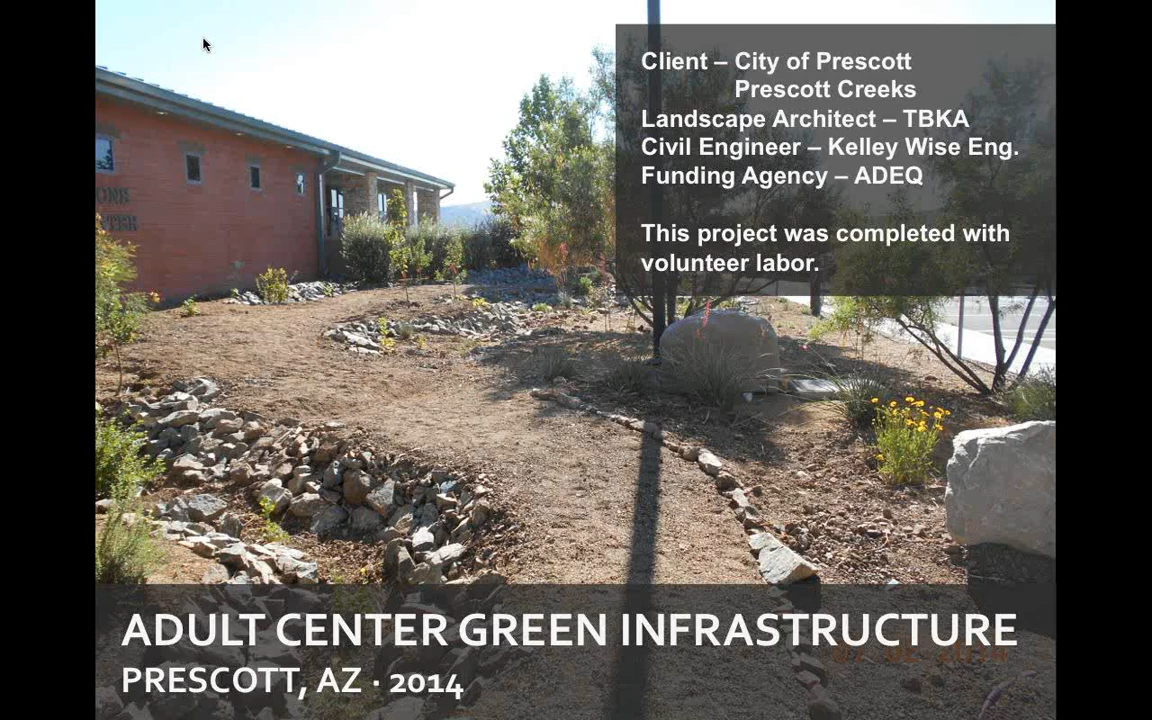 Client – City of Prescott
Prescott Creeks
Landscape Architect – TBKA
Civil Engineer – Kelley Wise Eng.
Funding Agency – ADEQ
This project was completed with
volunteer labor.
ADULT CENTER GREEN INFRASTRUCTURE
PRESCOTT, AZ · 2014